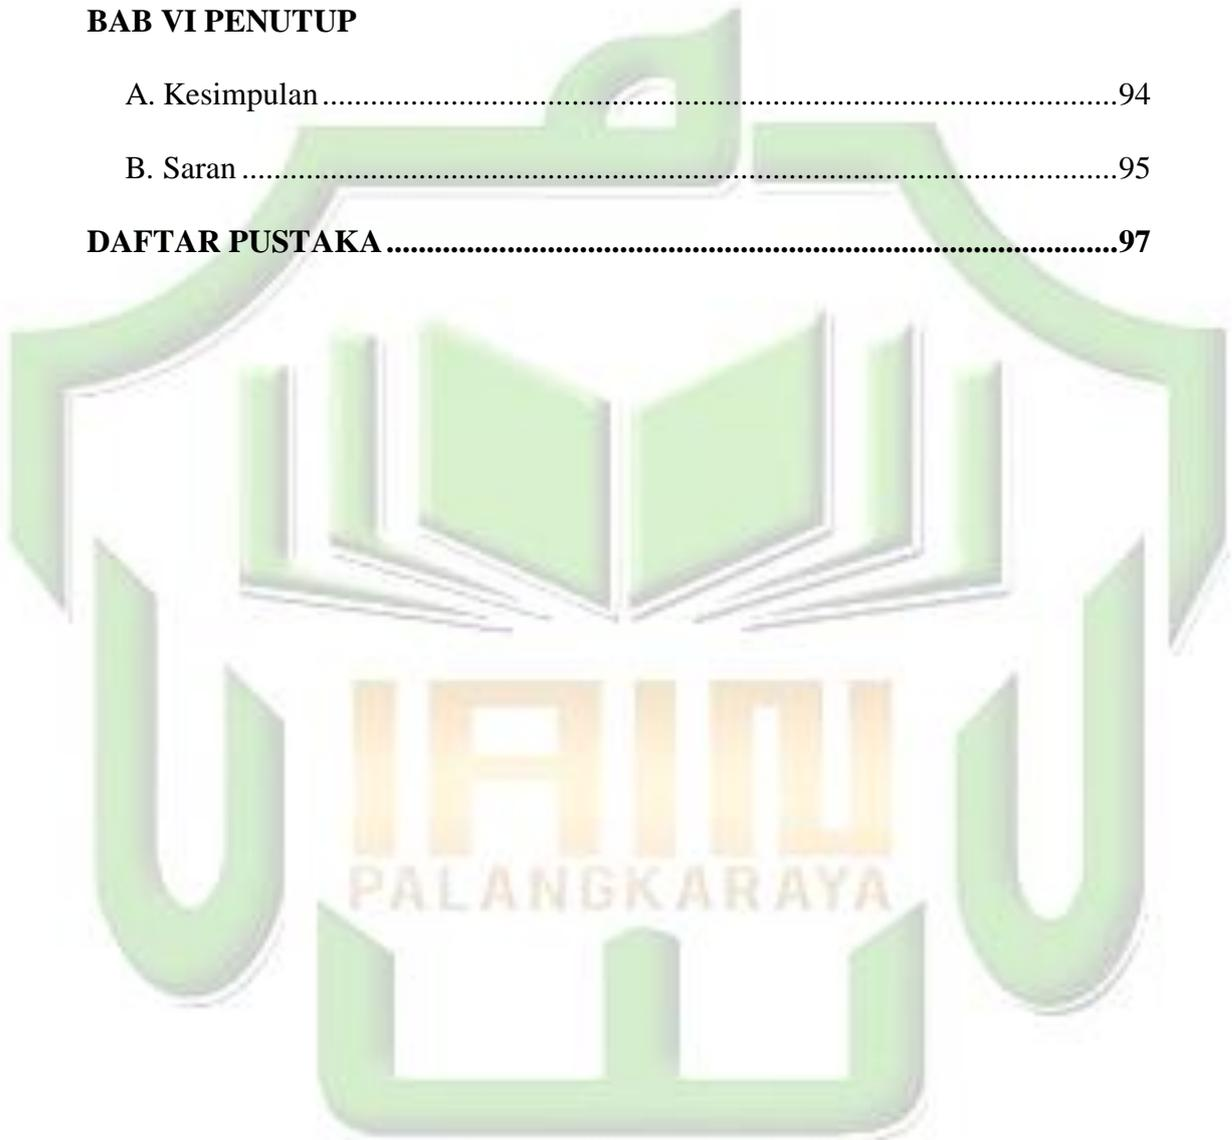 BAB VI PENUTUP
A. Kesimpulan....................................................................................94
B. Saran .............................................................................................95
DAFTAR PUSTAKA .............................................................................97
IAIN
PALANGKARAYA